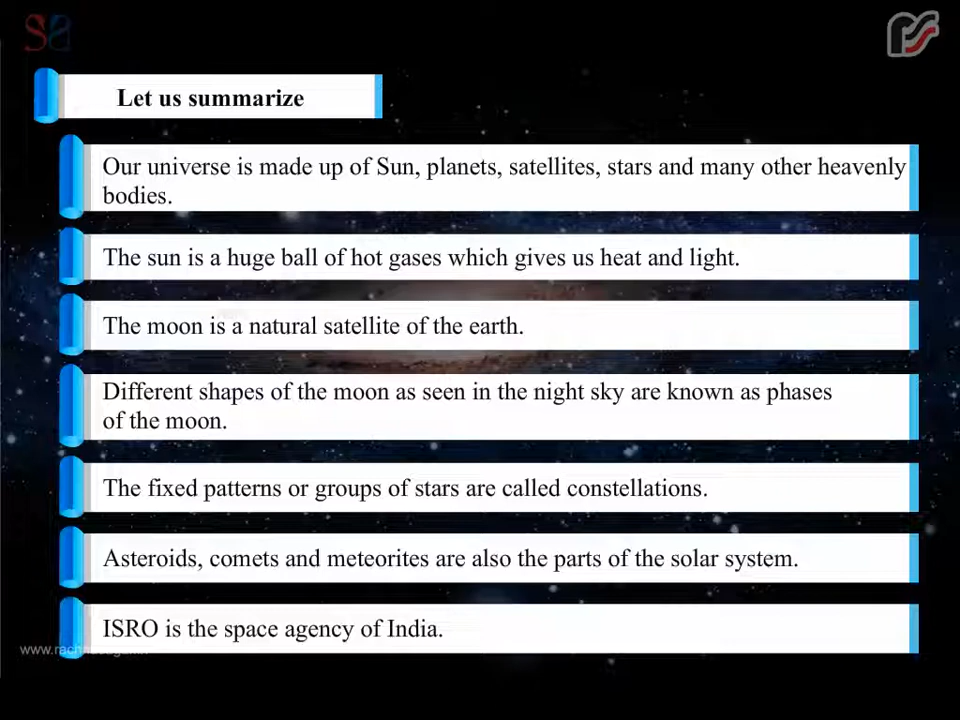 Let us summarize
Our universe is made up of Sun, planets, satellites, stars and many other heavenly
bodies.
The sun is a huge ball of hot gases which gives us heat and light.
The moon is a natural satellite of the earth.
Different shapes of the moon as seen in the night sky are known as phases
of the moon.
The fixed patterns or groups of stars are called constellations.
Asteroids, comets and meteorites are also the parts of the solar system.
ISRO is the space agency of India.